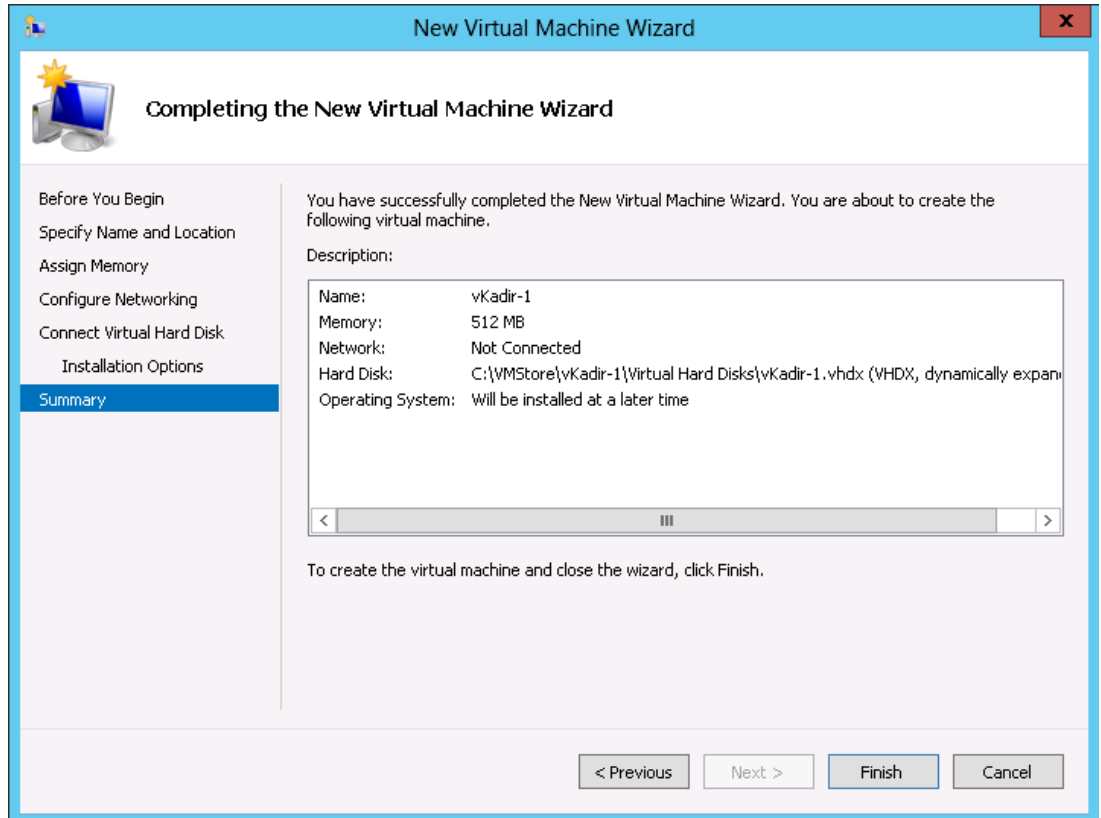 New Virtual Machine Wizard
X
Completing the New Virtual Machine Wizard
Before You Begin
Specify Name and Location
Assign Memory
Configure Networking
Connect Virtual Hard Disk
Installation Options
Summary
You have successfully completed the New Virtual Machine Wizard. You are about to create the
following virtual machine.
Description:
Name: vKadir-1
Memory: 512 MB
Network: Not Connected
Hard Disk: C:\VMStore\vKadir-1\Virtual Hard Disks\vKadir-1.vhdx (VHDX, dynamically expan
Operating System: Will be installed at a later time
To create the virtual machine and close the wizard, click Finish.
< Previous
Next >
Finish
Cancel